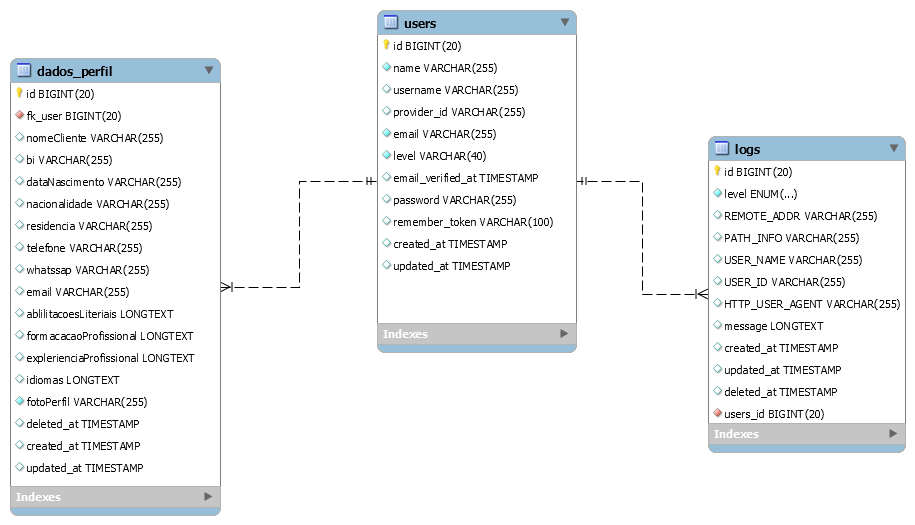 dados_perfil
id BIGINT(20)
fk_user BIGINT(20)
nomeCliente VARCHAR(255)
bi VARCHAR(255)
dataNascimento VARCHAR(255)
nacionalidade VARCHAR(255)
residencia VARCHAR(255)
telefone VARCHAR(255)
whatssap VARCHAR(255)
email VARCHAR(255)
ablilitacoesLiteriais LONGTEXT
formacacaoProfissional LONGTEXT
explerienciaProfissional LONGTEXT
idiomas LONGTEXT
fotoPerfil VARCHAR(255)
deleted_at TIMESTAMP
created_at TIMESTAMP
updated_at TIMESTAMP
Indexes
users
id BIGINT(20)
name VARCHAR(255)
username VARCHAR(255)
provider_id VARCHAR(255)
email VARCHAR(255)
level VARCHAR(40)
email_verified_at TIMESTAMP
password VARCHAR(255)
remember_token VARCHAR(100)
created_at TIMESTAMP
updated_at TIMESTAMP
Indexes
logs
id BIGINT(20)
level ENUM(...)
REMOTE_ADDR VARCHAR(255)
PATH_INFO VARCHAR(255)
USER_NAME VARCHAR(255)
USER_ID VARCHAR(255)
HTTP_USER_AGENT VARCHAR(255)
message LONGTEXT
created_at TIMESTAMP
updated_at TIMESTAMP
deleted_at TIMESTAMP
users_id BIGINT(20)
Indexes